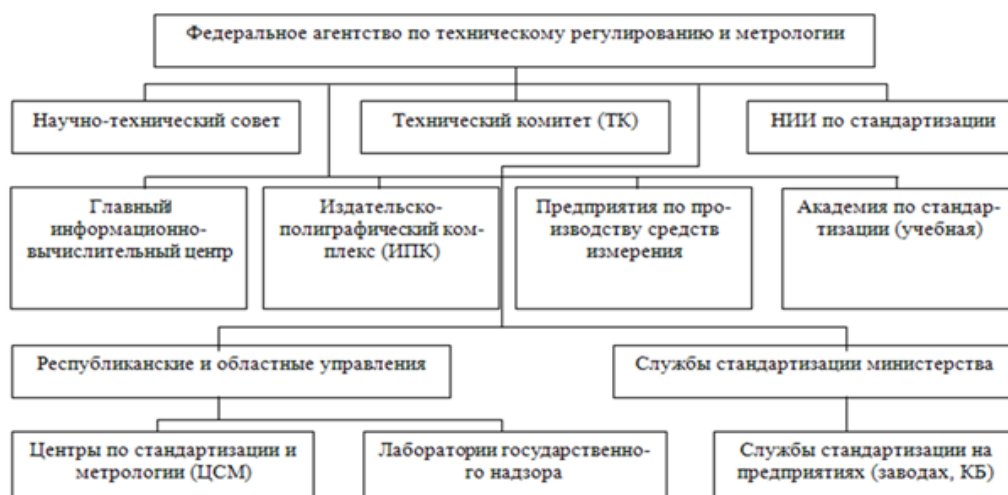 Федеральное агентство по техническому регулированию и метрологии
Научно-технический совет
Технический комитет (ТК)
НИИ по стандартизации
Главный
информационно-
вычислительный центр
Издательско-
полиграфический ком-
плекс (ИПК)
Предприятия по про-
изводству средств
измерения
Академия по стандар-
тизации (учебная)
Республиканские и областные управления
Службы стандартизации министерства
Центры по стандартизации и
метрологии (ЦСМ)
Лаборатории государственно-
го надзора
Службы стандартизации на
предприятиях (заводах, КБ)